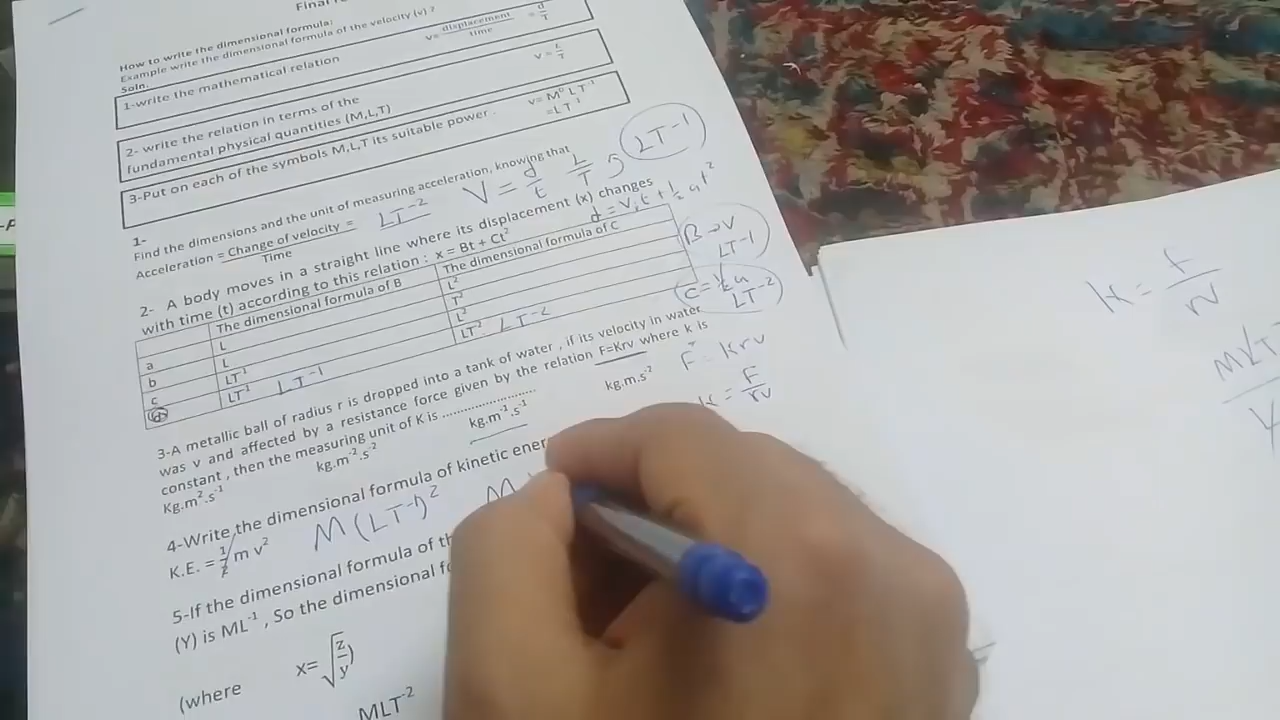 Final
How to write the dimensional formula:
Example write the dimensional formula of the velocity (v) ?
Soln.
1-write the mathematical relation v= displacement/time = d/T
2- write the relation in terms of the fundamental physical quantities (M,L,T) v = L/T
3-Put on each of the symbols M,L,T its suitable power . v= M⁰ LT⁻¹
=LT⁻¹
1-
Find the dimensions and the unit of measuring acceleration, knowing that
Acceleration = Change of velocity/Time = LT⁻²
V = d/t L/T LT⁻¹
d = Vᵢt + ½ at²
2- A body moves in a straight line where its displacement (x) changes
with time (t) according to this relation : x = Bt + Ct²
The dimensional formula of B The dimensional formula of C
a L L²
b L T²
c LT¹ L²
LT¹ LT⁻¹ LT² LT⁻²
B → V
LT⁻¹
C = ½ a
LT⁻²
3-A metallic ball of radius r is dropped into a tank of water , if its velocity in water
was v and affected by a resistance force given by the relation F=Krv where k is
constant , then the measuring unit of K is ........................
Kg.m².s⁻¹ kg.m⁻².s⁻² kg.m⁻¹.s⁻¹ kg.m.s⁻²
F = Krv
K = F/rv
4-Write the dimensional formula of kinetic ener
K.E. = ½ m v² M(LT⁻¹)² M
5-If the dimensional formula of th
(Y) is ML⁻¹ , So the dimensional fo
(where x= √z/y)
MLT⁻²
K = F/rv
MLT